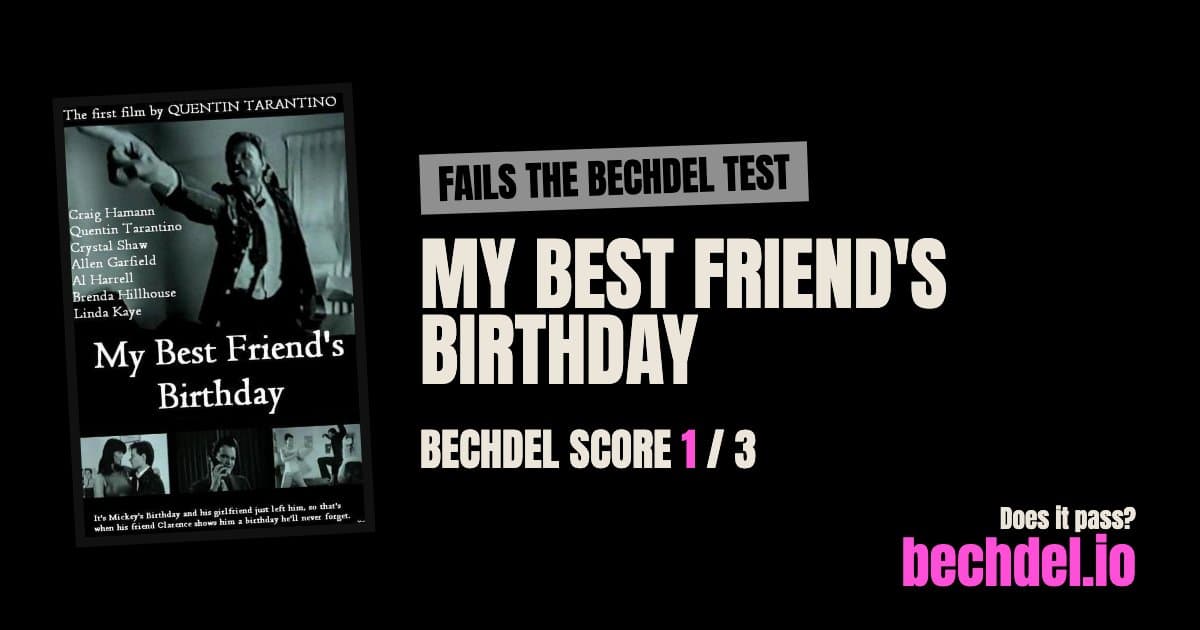 The first film by QUENTIN TARANTINO
Craig Hamann
Quentin Tarantino
Crystal Shaw
Allen Garfield
Al Harrell
Brenda Hillhouse
Linda Kaye
My Best Friend's
Birthday
It's Mickey's Birthday and his girlfriend just left him, so that's
when his friend Clarence shows him a birthday he'll never forget.
FAILS THE BECHDEL TEST
MY BEST FRIEND'S
BIRTHDAY
BECHDEL SCORE 1 / 3
Does it pass?
bechdel.io